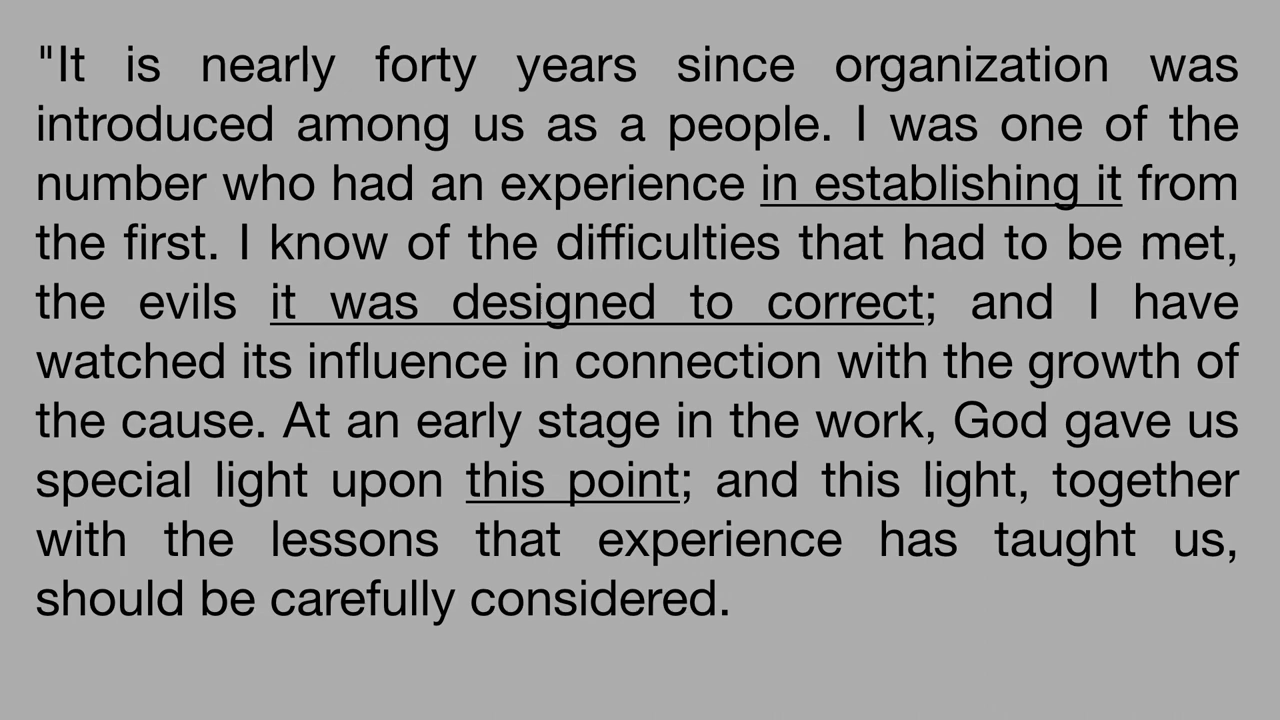 "It is nearly forty years since organization was
introduced among us as a people. I was one of the
number who had an experience in establishing it from
the first. I know of the difficulties that had to be met,
the evils it was designed to correct; and I have
watched its influence in connection with the growth of
the cause. At an early stage in the work, God gave us
special light upon this point; and this light, together
with the lessons that experience has taught us,
should be carefully considered.